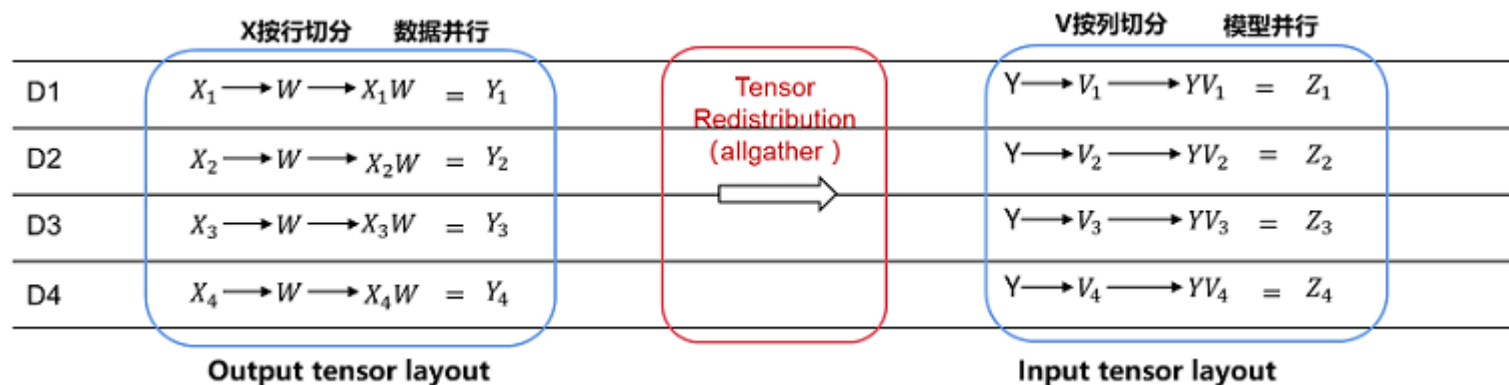 X按行切分 数据并行
V按列切分 模型并行
D1
X₁ → W → X₁W = Y₁
Tensor
Redistribution
（allgather ）
Y → V₁ → YV₁ = Z₁
D2
X₂ → W → X₂W = Y₂
Y → V₂ → YV₂ = Z₂
D3
X₃ → W → X₃W = Y₃
Y → V₃ → YV₃ = Z₃
D4
X₄ → W → X₄W = Y₄
Y → V₄ → YV₄ = Z₄
Output tensor layout
Input tensor layout